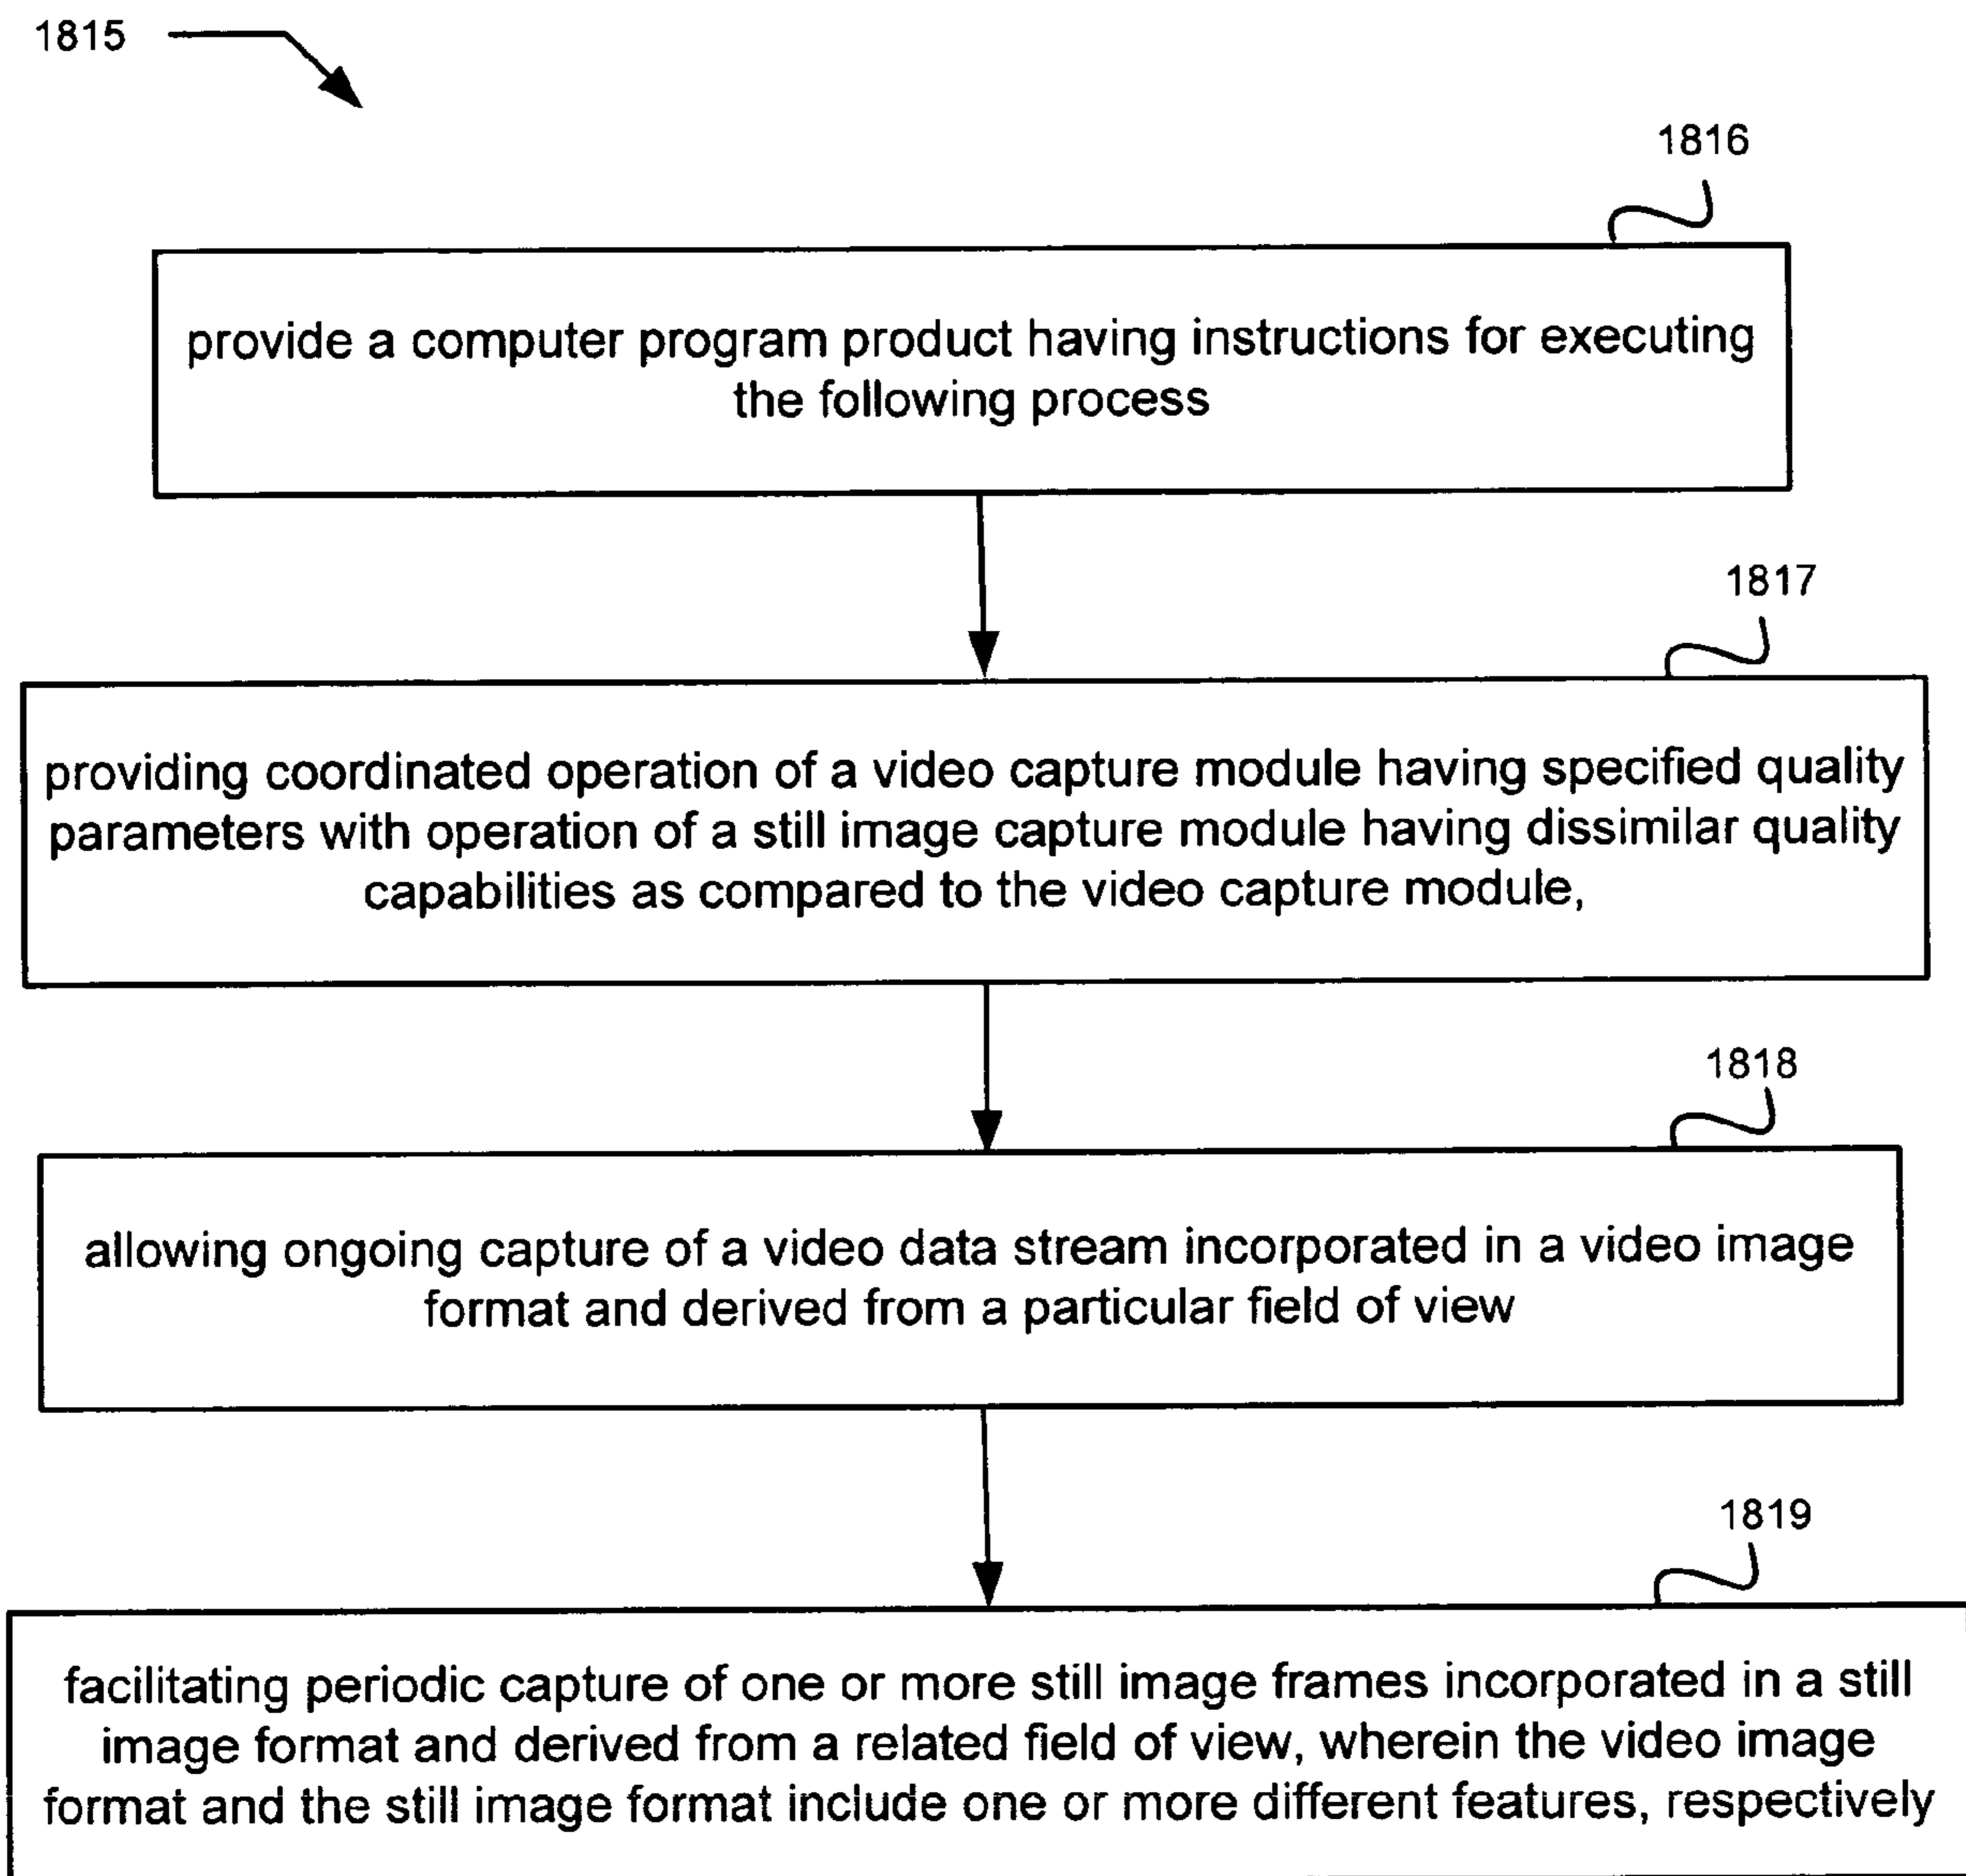 1815
1816
provide a computer program product having instructions for executing
the following process
1817
providing coordinated operation of a video capture module having specified quality
parameters with operation of a still image capture module having dissimilar quality
capabilities as compared to the video capture module,
1818
allowing ongoing capture of a video data stream incorporated in a video image
format and derived from a particular field of view
1819
facilitating periodic capture of one or more still image frames incorporated in a still
image format and derived from a related field of view, wherein the video image
format and the still image format include one or more different features, respectively